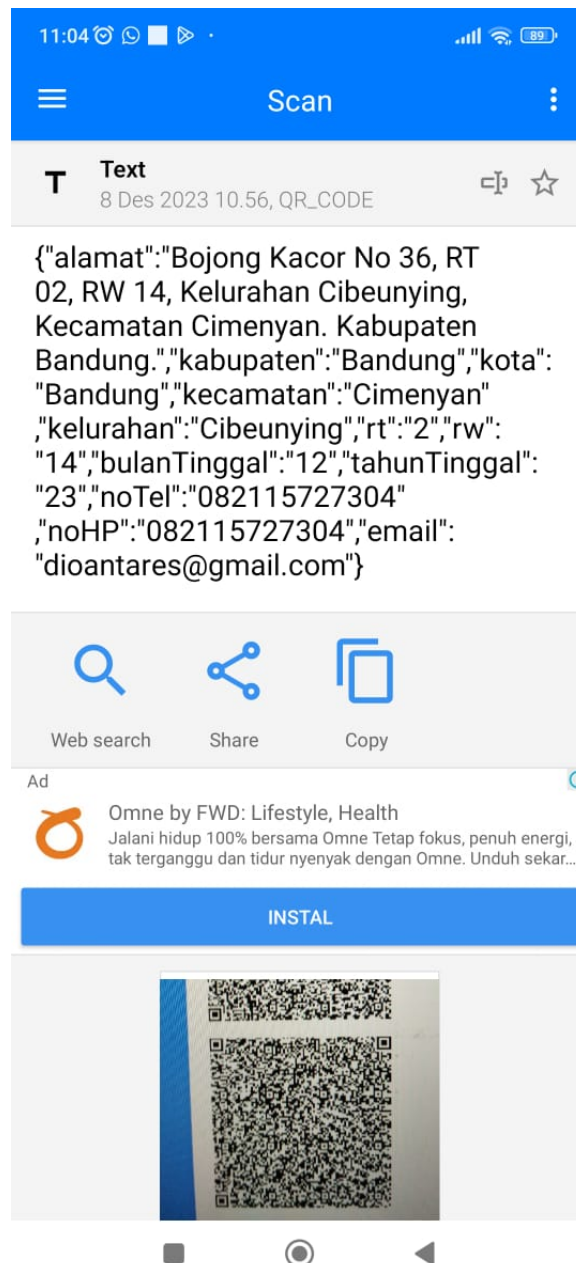 11:04
89
Scan
T
Text
8 Des 2023 10.56, QR_CODE
{"alamat":"Bojong Kacor No 36, RT
02, RW 14, Kelurahan Cibeunying,
Kecamatan Cimenyan. Kabupaten
Bandung.","kabupaten":"Bandung","kota":
"Bandung","kecamatan":"Cimenyan"
,"kelurahan":"Cibeunying","rt":"2","rw":
"14","bulanTinggal":"12","tahunTinggal":
"23","noTel":"082115727304"
,"noHP":"082115727304","email":
"dioantares@gmail.com"}
Web search Share Copy
Ad
Omne by FWD: Lifestyle, Health
Jalani hidup 100% bersama Omne Tetap fokus, penuh energi,
tak terganggu dan tidur nyenyak dengan Omne. Unduh sekar...
INSTAL